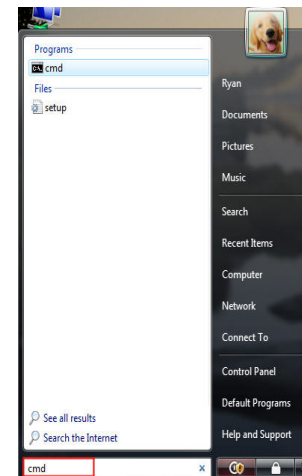 Programs
cmd
Files
setup
See all results
Search the Internet
cmd
x
Ryan
Documents
Pictures
Music
Search
Recent Items
Computer
Network
Connect To
Control Panel
Default Programs
Help and Support